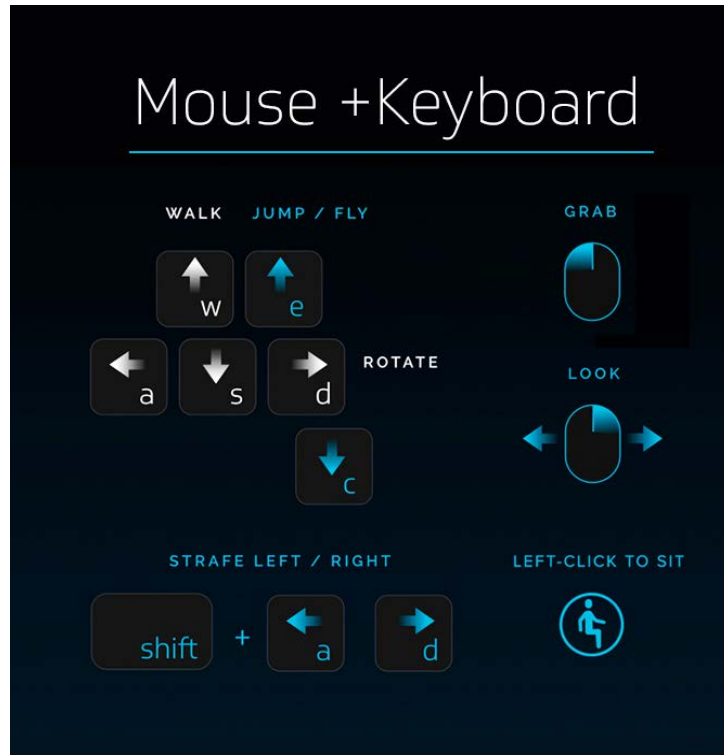 Mouse +Keyboard
WALK JUMP / FLY
w e
a s d ROTATE
c
STRAFE LEFT / RIGHT
shift + a d
GRAB
LOOK
LEFT-CLICK TO SIT